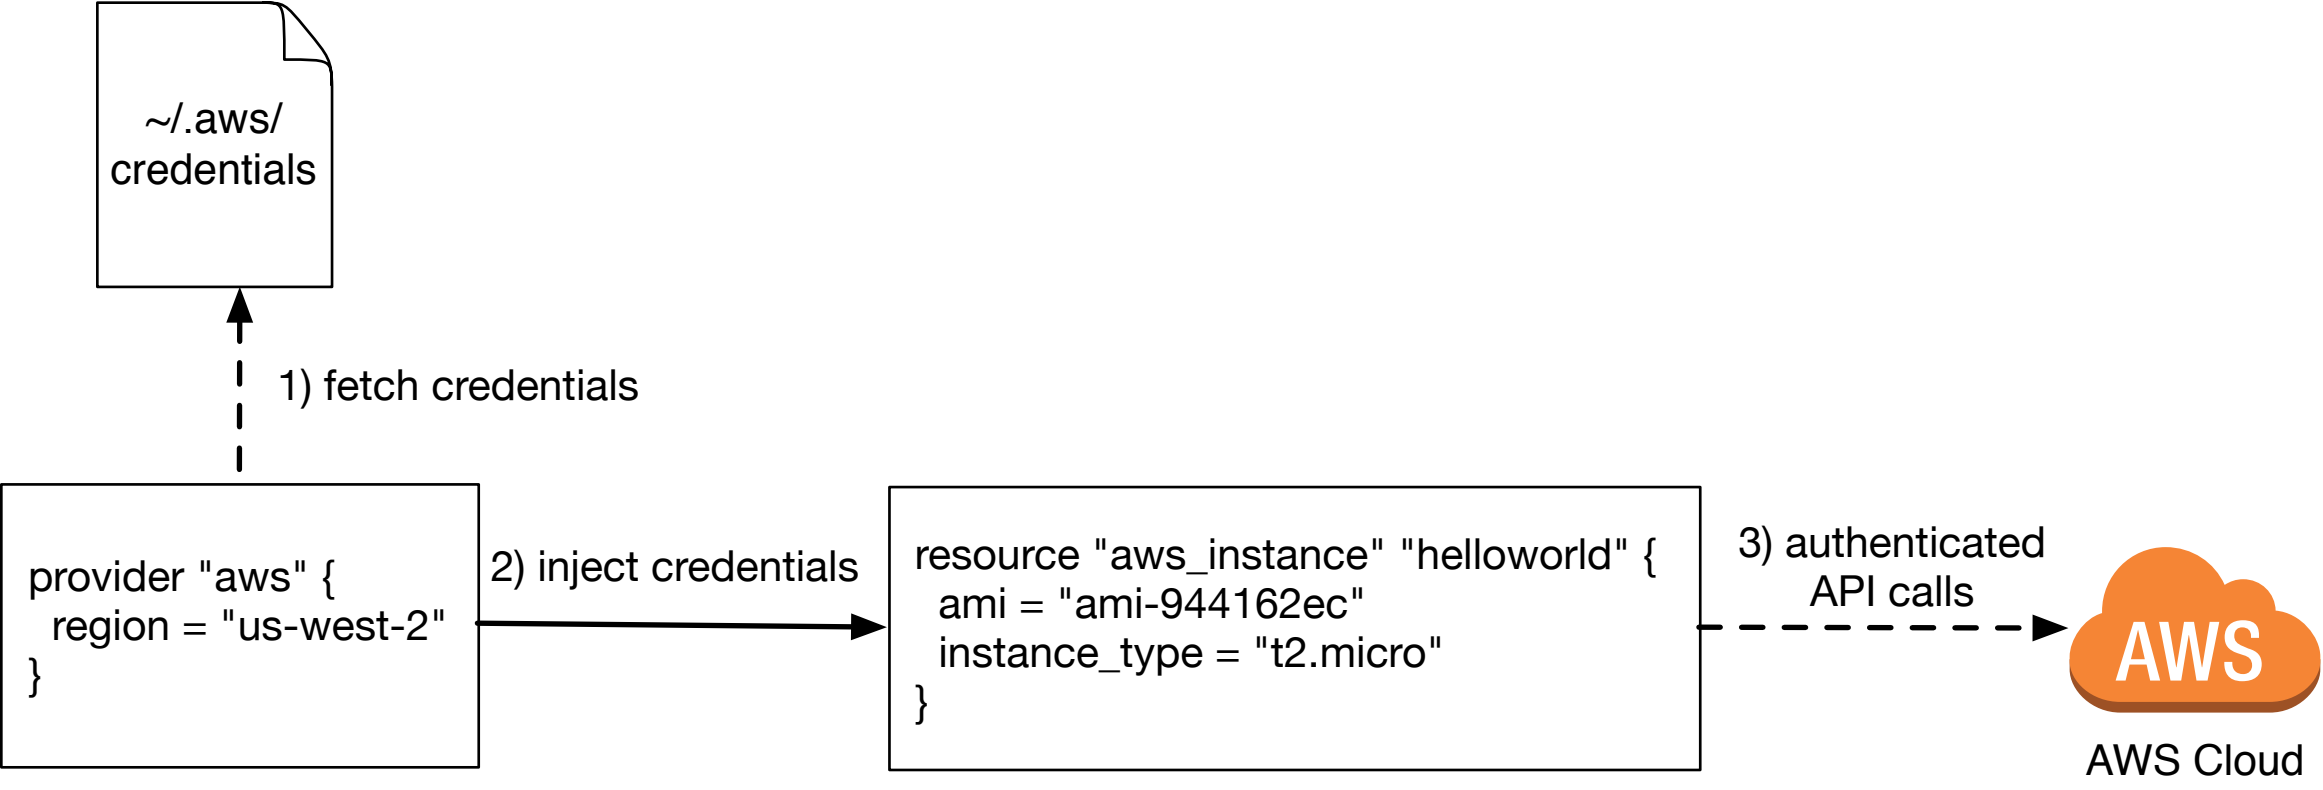 ~/.aws/
credentials
1) fetch credentials
provider "aws" {
region = "us-west-2"
}
2) inject credentials
resource "aws_instance" "helloworld" {
ami = "ami-944162ec"
instance_type = "t2.micro"
}
3) authenticated
API calls
AWS
AWS Cloud